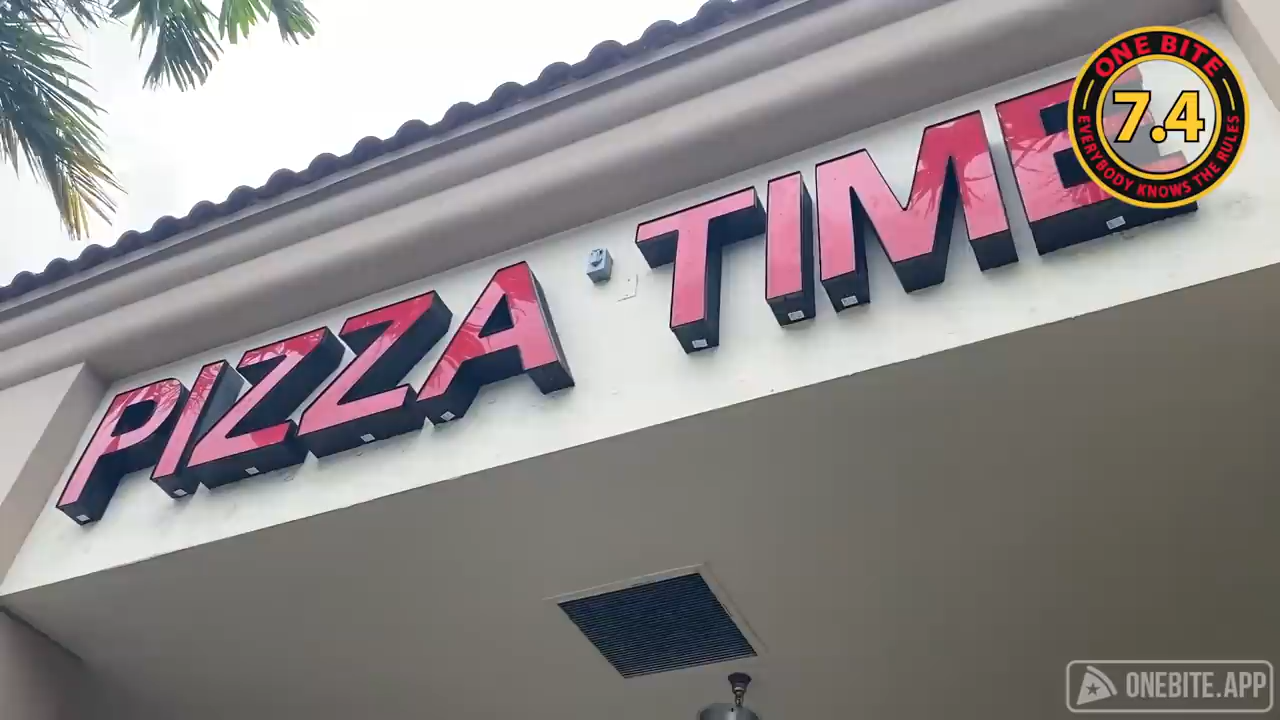 PIZZA TIME
ONE BITE
7.4
EVERYBODY KNOWS THE RULES
ONEBITE.APP